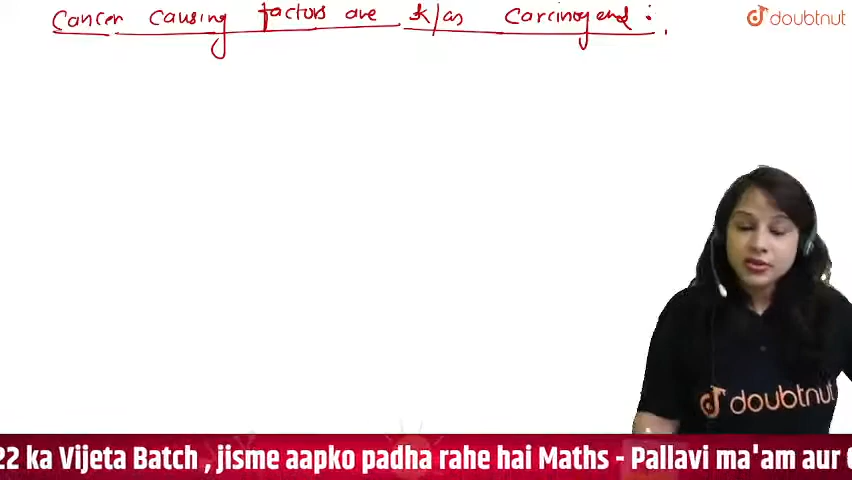 Cancer causing factors are k/as Carcinogens :
doubtnut
doubtnut
22 ka Vijeta Batch , jisme aapko padha rahe hai Maths - Pallavi ma'am aur